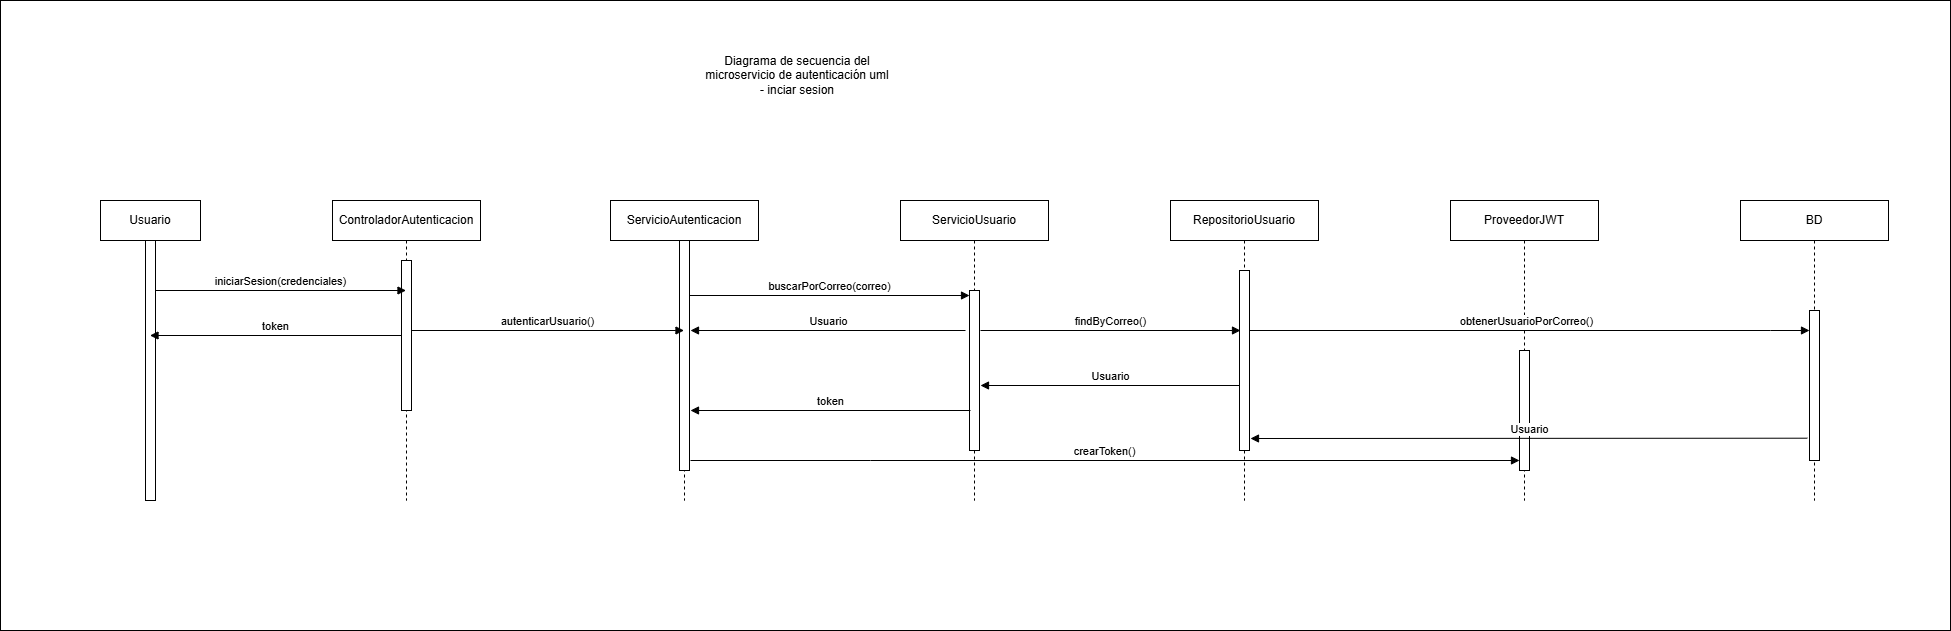 Diagrama de secuencia del
microservicio de autenticación uml
- inciar sesion
Usuario
ControladorAutenticacion
ServicioAutenticacion
ServicioUsuario
RepositorioUsuario
ProveedorJWT
BD
iniciarSesion(credenciales)
buscarPorCorreo(correo)
token
autenticarUsuario()
Usuario
findByCorreo()
obtenerUsuarioPorCorreo()
Usuario
token
Usuario
crearToken()